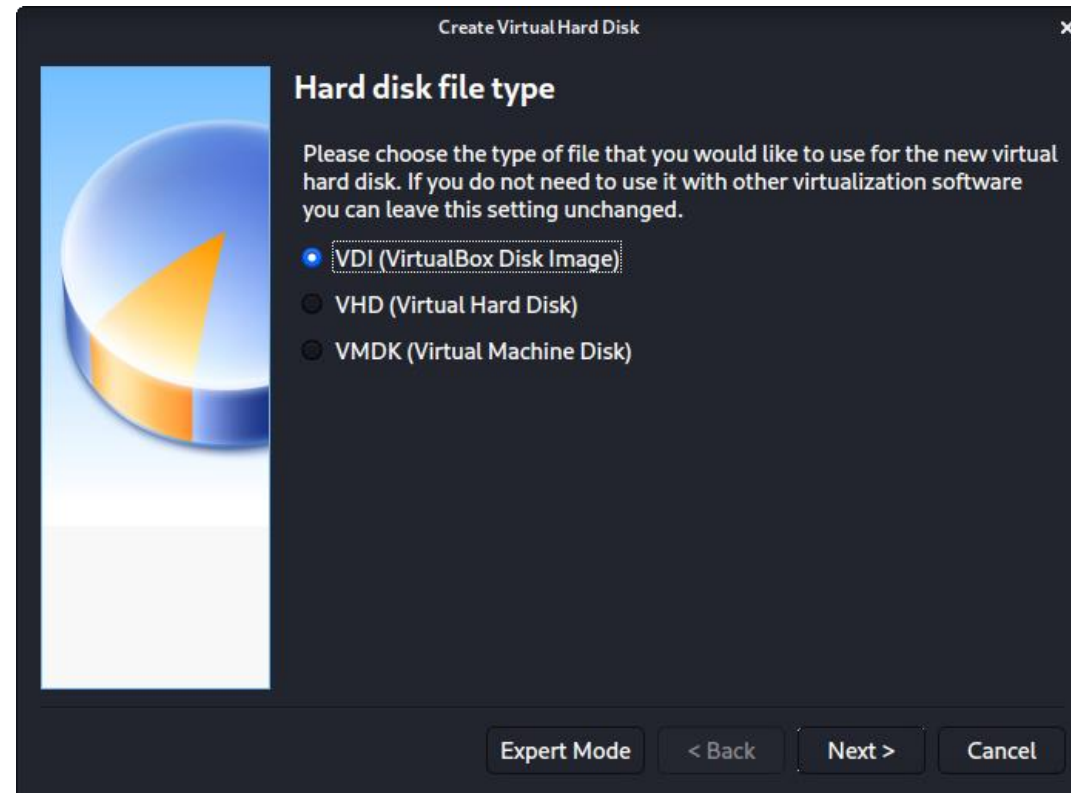 Create Virtual Hard Disk
Hard disk file type
Please choose the type of file that you would like to use for the new virtual
hard disk. If you do not need to use it with other virtualization software
you can leave this setting unchanged.
VDI (VirtualBox Disk Image)
VHD (Virtual Hard Disk)
VMDK (Virtual Machine Disk)
Expert Mode < Back Next > Cancel